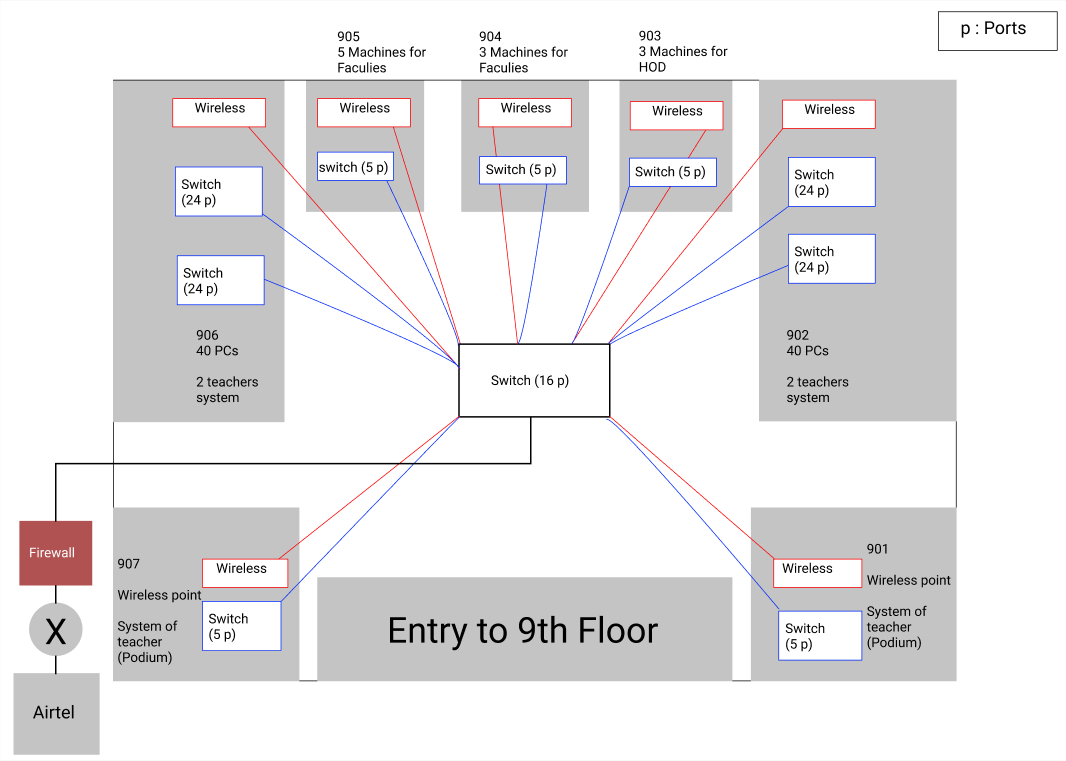 p : Ports
905
5 Machines for
Faculies
904
3 Machines for
Faculies
903
3 Machines for
HOD
Wireless
Wireless
Wireless
Wireless
Wireless
switch (5 p)
Switch (5 p)
Switch (5 p)
Switch
(24 p)
Switch
(24 p)
Switch
(24 p)
Switch
(24 p)
906
40 PCs
2 teachers
system
902
40 PCs
2 teachers
system
Switch (16 p)
Firewall
X
Airtel
907
Wireless point
System of
teacher
(Podium)
Wireless
Switch
(5 p)
Entry to 9th Floor
Wireless
Switch
(5 p)
901
Wireless point
System of
teacher
(Podium)